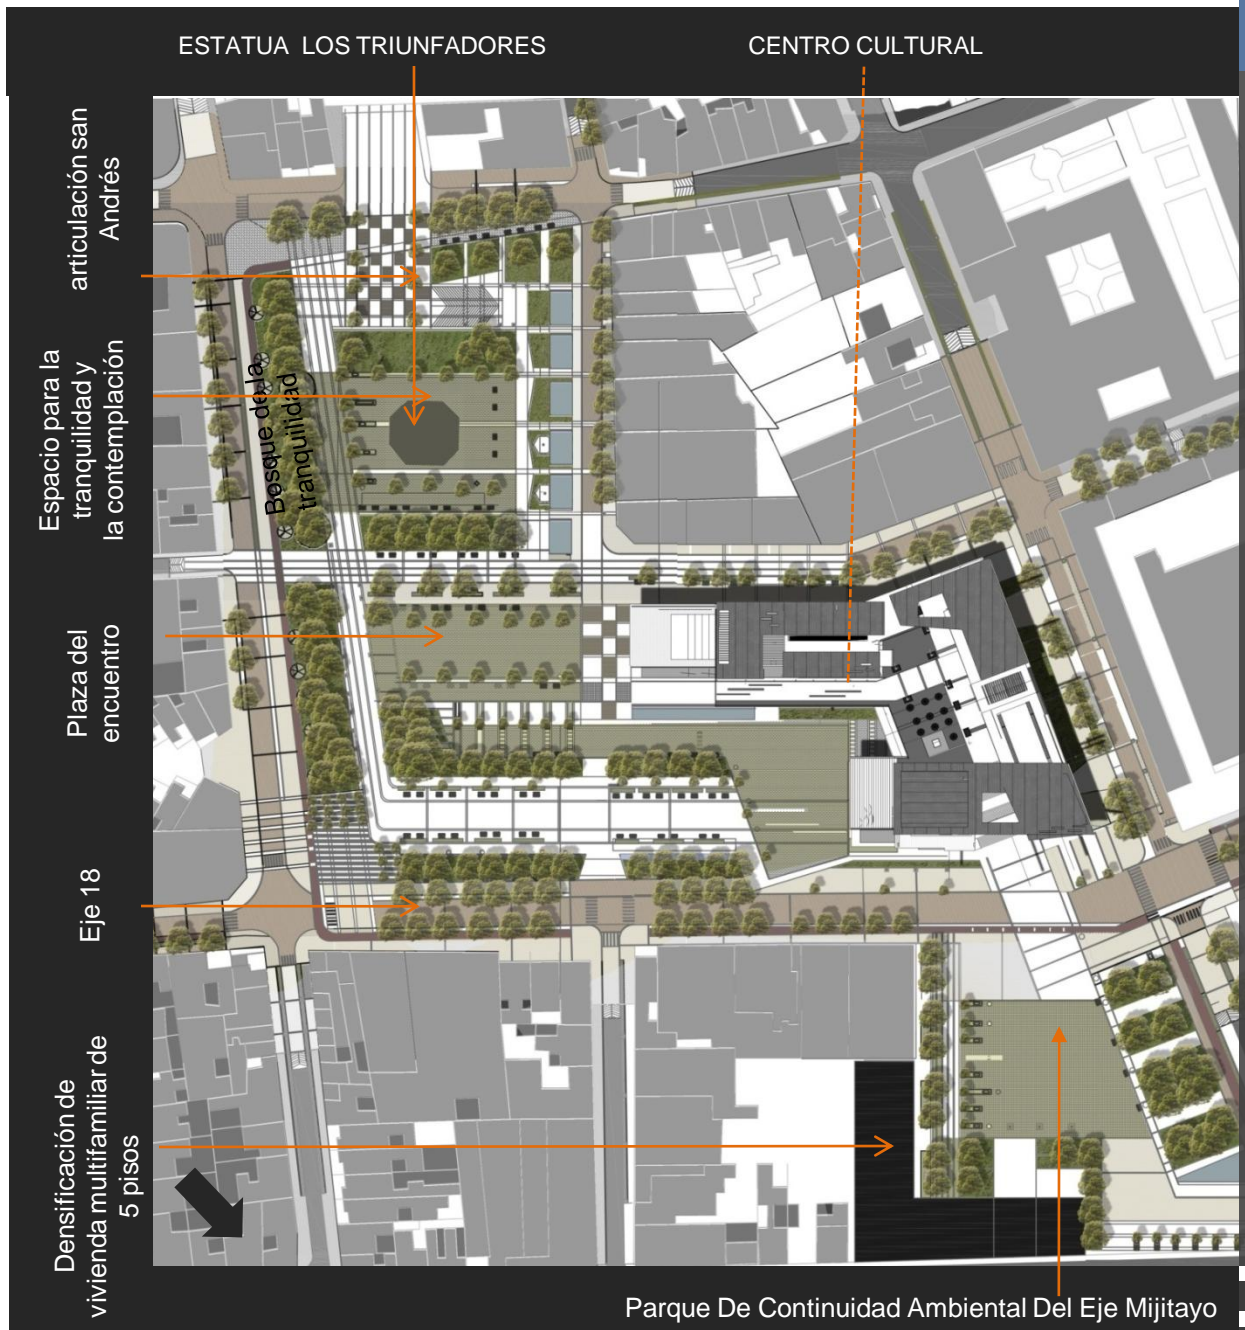 ESTATUA LOS TRIUNFADORES
CENTRO CULTURAL
articulación san
Andrés
Espacio para la
tranquilidad y
la contemplación
Bosque de la
tranquilidad
Plaza del
encuentro
Eje 18
Densificación de
vivienda multifamiliar de
5 pisos
Parque De Continuidad Ambiental Del Eje Mijitayo